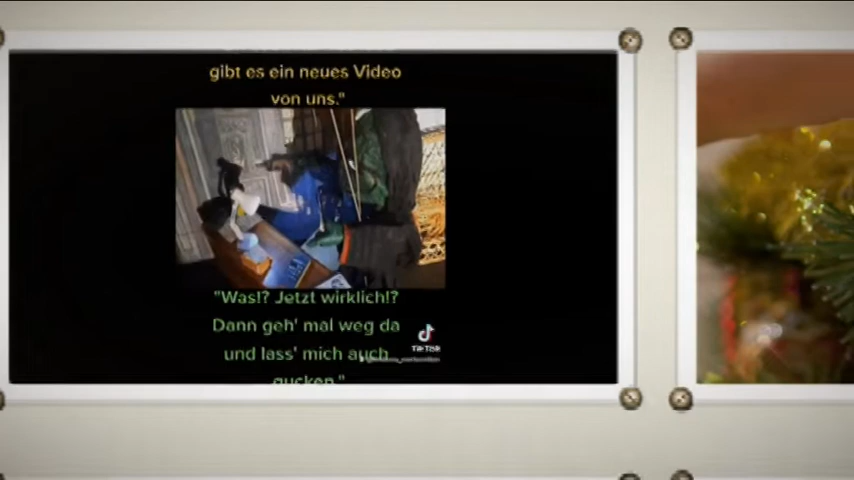 gibt es ein neues Video
von uns."
"Was!? Jetzt wirklich!?
Dann geh' mal weg da
und lass' mich auch
gucken."
TikTok